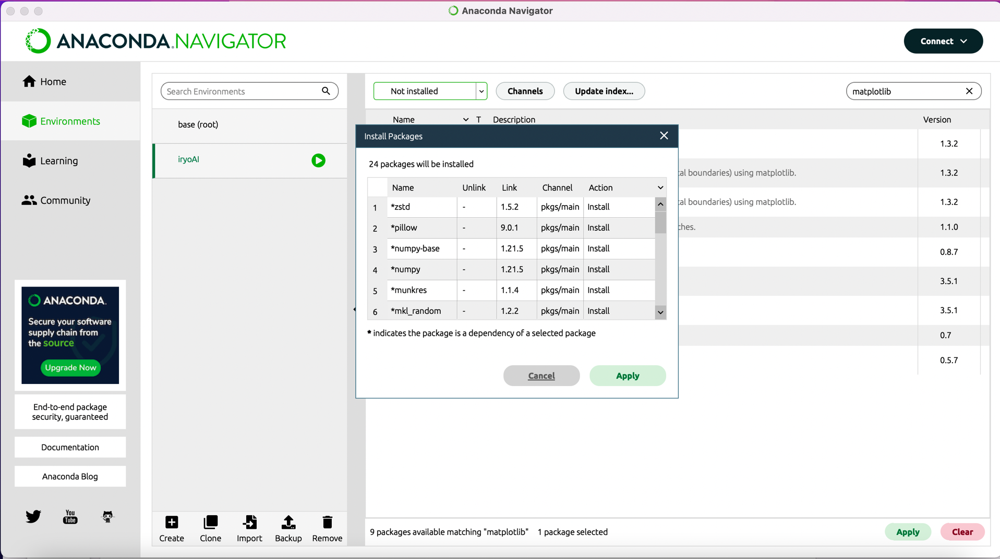 Anaconda Navigator
ANACONDA.NAVIGATOR
Connect
Home
Environments
Learning
Community
ANACONDA.
Secure your software
supply chain from
the source
Upgrade Now
End-to-end package
security, guaranteed
Documentation
Anaconda Blog
You
Tube
Search Environments
base (root)
iryoAI
Create Clone Import Backup Remove
Not installed Channels Update index... matplotlib
Name T Description Version
1.3.2
al boundaries) using matplotlib. 1.3.2
al boundaries) using matplotlib. 1.3.2
ches. 1.1.0
0.8.7
3.5.1
3.5.1
0.7
0.5.7
Install Packages
24 packages will be installed
Name Unlink Link Channel Action
1 *zstd - 1.5.2 pkgs/main Install
2 *pillow - 9.0.1 pkgs/main Install
3 *numpy-base - 1.21.5 pkgs/main Install
4 *numpy - 1.21.5 pkgs/main Install
5 *munkres - 1.1.4 pkgs/main Install
6 *mkl_random - 1.2.2 pkgs/main Install
* indicates the package is a dependency of a selected package
Cancel Apply
9 packages available matching "matplotlib" 1 package selected
Apply Clear